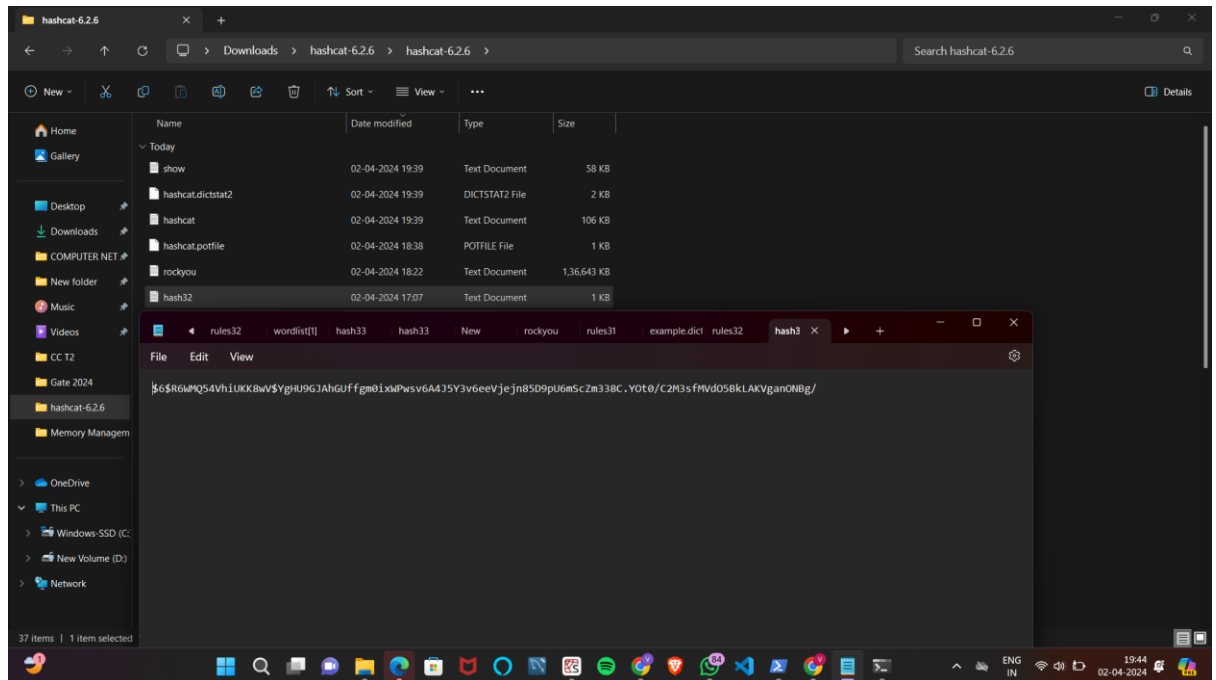 hashcat-6.2.6
Downloads > hashcat-6.2.6 > hashcat-6.2.6 >
Search hashcat-6.2.6
New
Sort
View
Details
Name Date modified Type Size
Home
Gallery
Today
show 02-04-2024 19:39 Text Document 58 KB
hashcat.dictstat2 02-04-2024 19:39 DICTSTAT2 File 2 KB
hashcat 02-04-2024 19:39 Text Document 106 KB
hashcat.potfile 02-04-2024 18:38 POTFILE File 1 KB
rockyou 02-04-2024 18:22 Text Document 1,36,643 KB
hash32 02-04-2024 17:07 Text Document 1 KB
Desktop
Downloads
COMPUTER NET
New folder
Music
Videos
CC T2
Gate 2024
hashcat-6.2.6
Memory Managem
OneDrive
This PC
Windows-SSD (C:
New Volume (D:)
Network
rules32 wordlist[1] hash33 hash33 New rockyou rules31 example.dict rules32 hash3
File Edit View
$6$R6WMQ54VhiUKK8wV$YgHU9GJAhGUffgm0ixWPwsv6A4J5Y3v6eeVjejn85D9pU6mScZm338C.YOt0/C2M3sfMVdO5BkLAKVganONBg/
37 items | 1 item selected
84
ENG
IN
19:44
02-04-2024